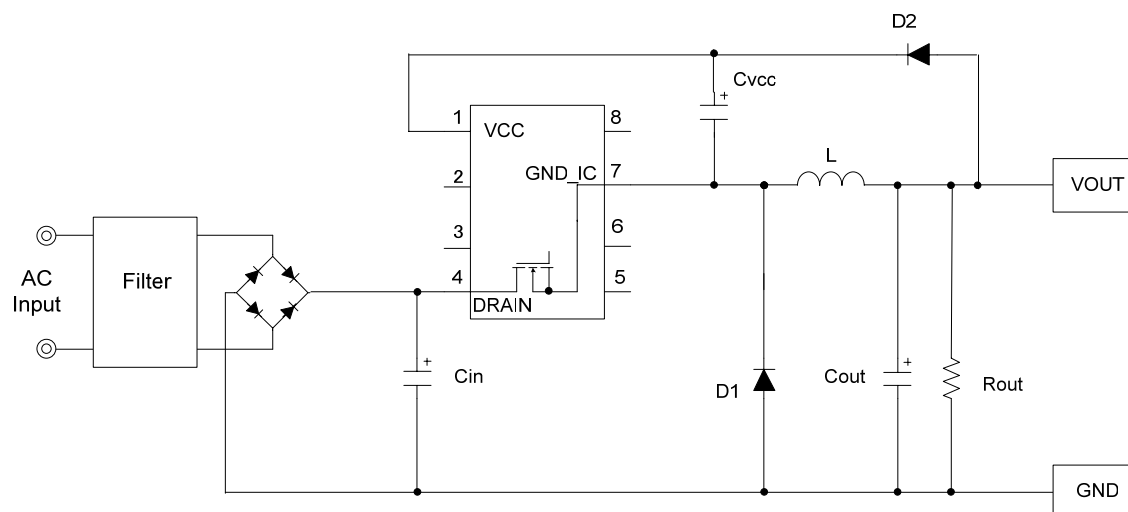 D2
Cvcc
+
1
VCC
8
2
GND_IC
7
L
VOUT
3
6
AC
Input
Filter
4
DRAIN
5
+
Cin
D1
Cout
+
Rout
GND